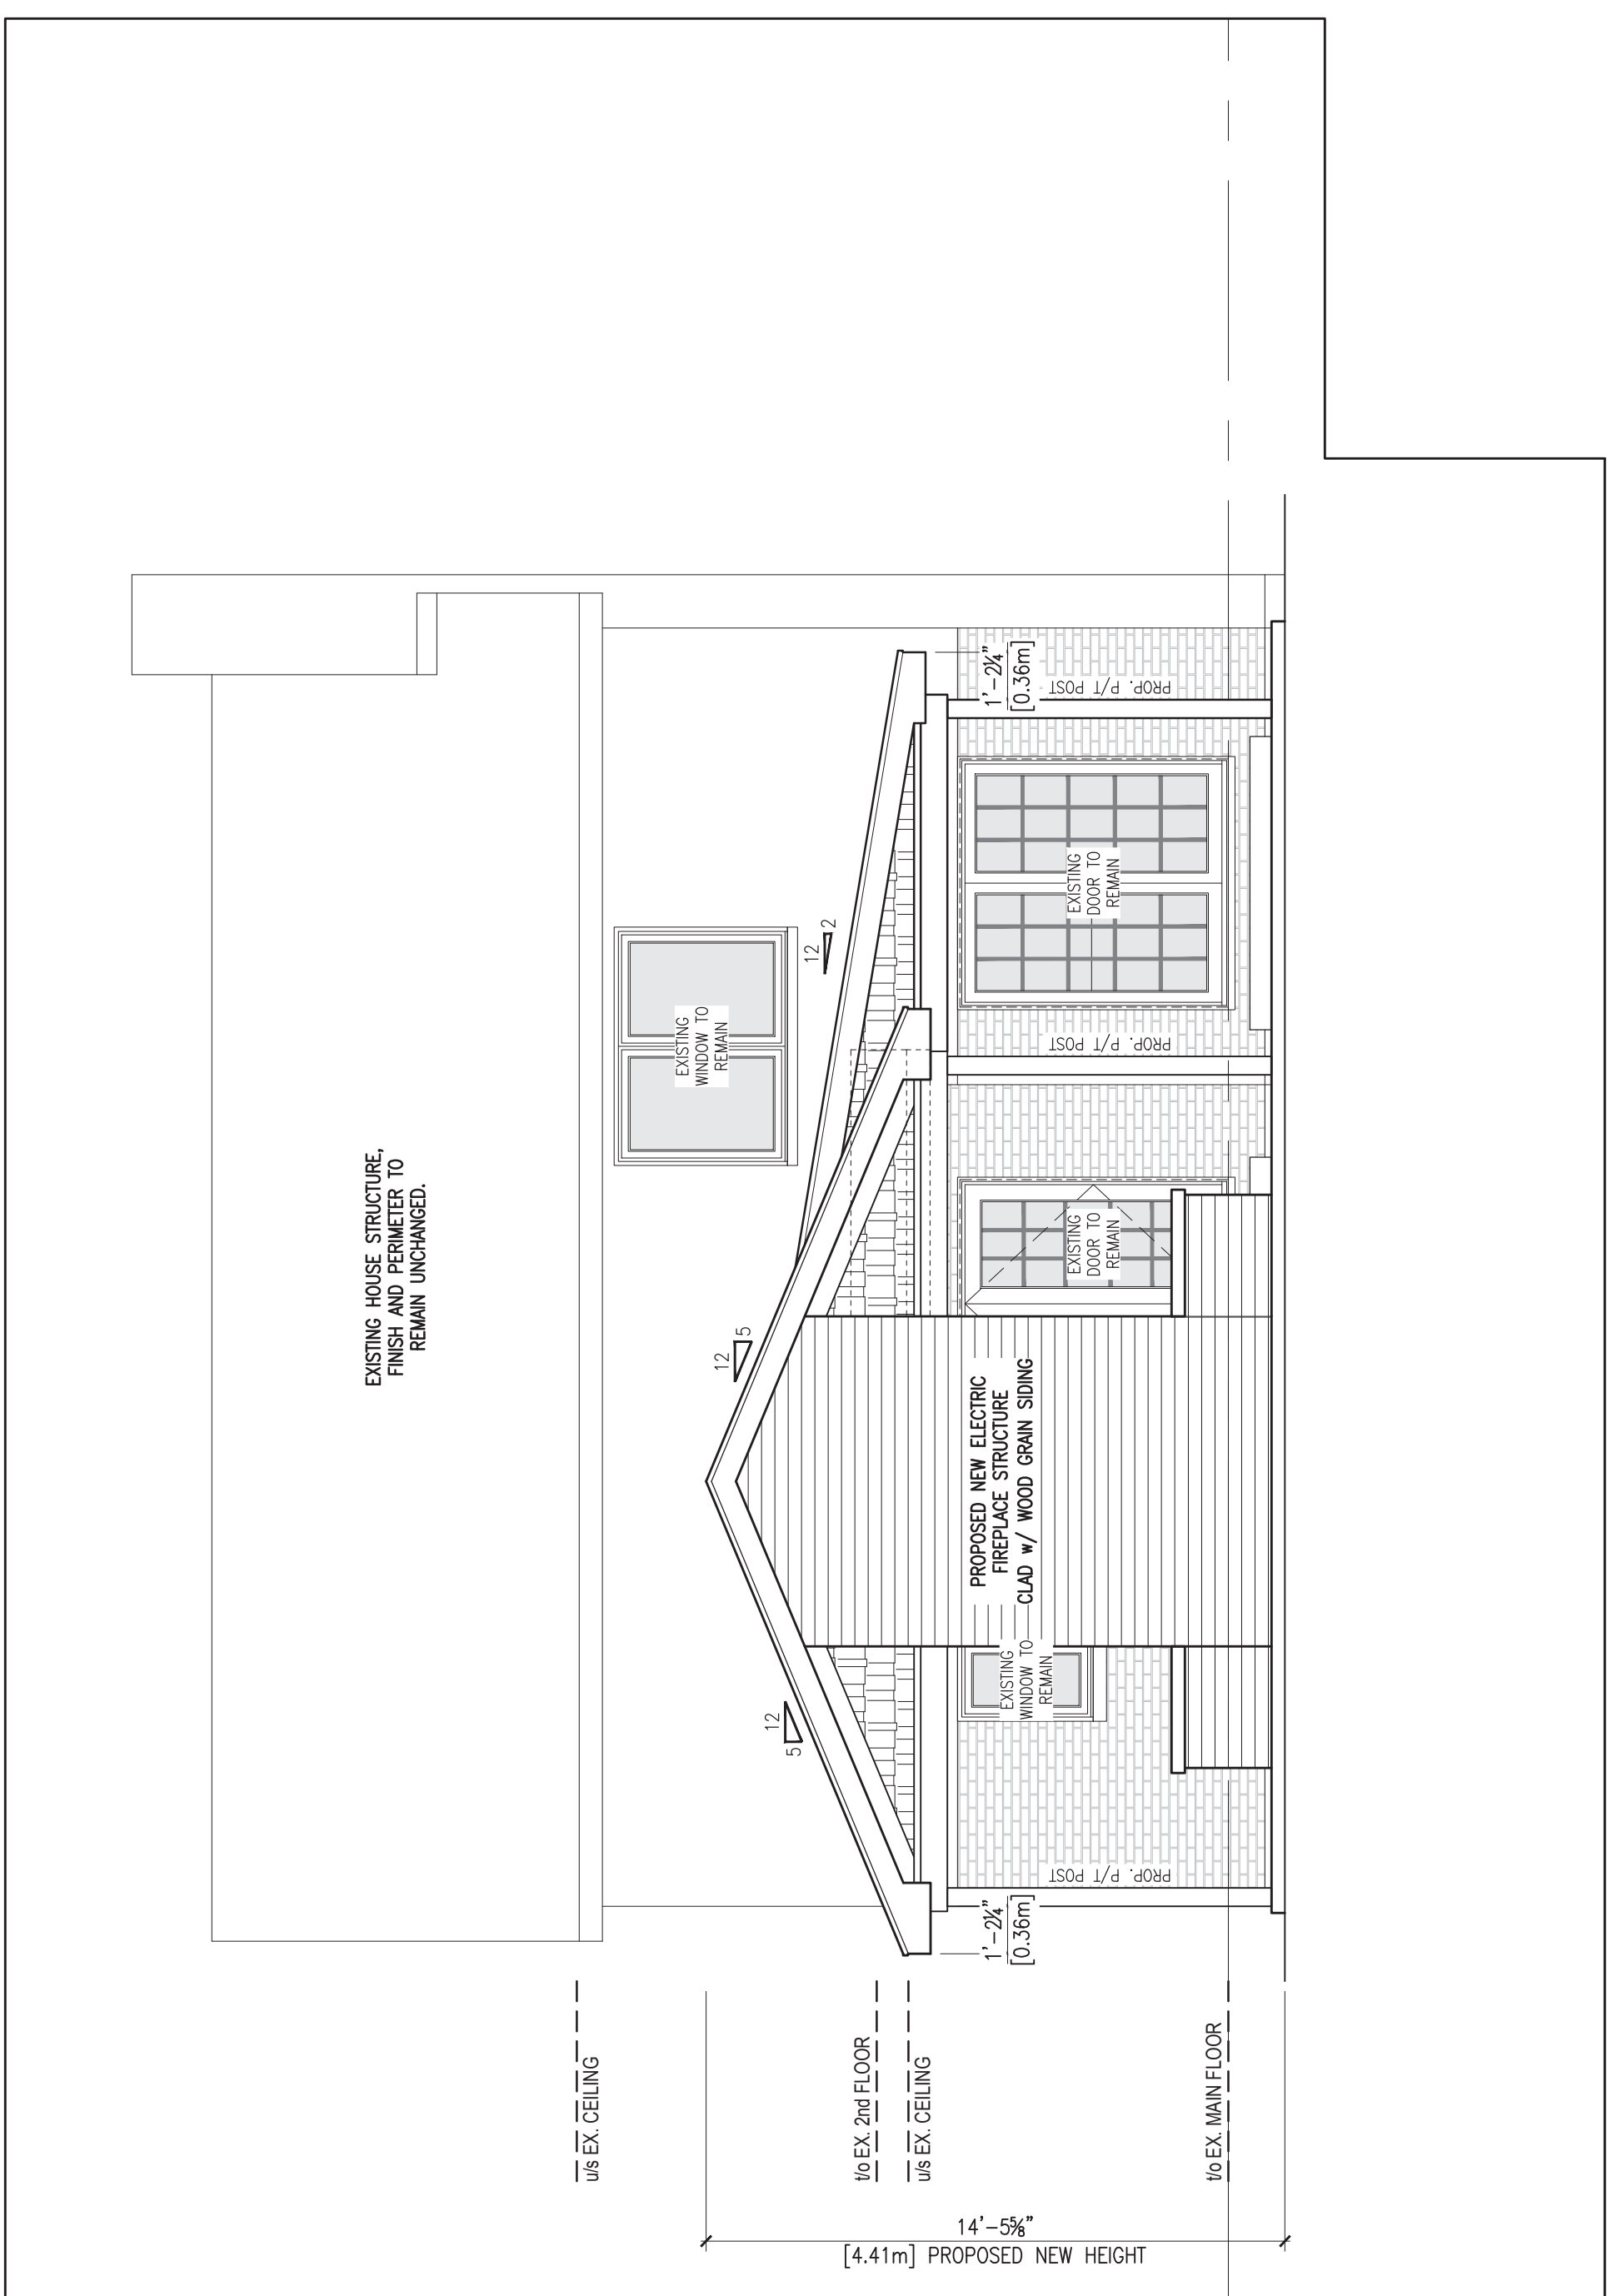 EXISTING HOUSE STRUCTURE,
FINISH AND PERIMETER TO
REMAIN UNCHANGED.
EXISTING
WINDOW TO
REMAIN
12
5
12
5
12
2
u/s EX. CEILING
t/o EX. 2nd FLOOR
u/s EX. CEILING
t/o EX. MAIN FLOOR
1'-2¼"
[0.36m]
1'-2¼"
[0.36m]
PROP. P/T POST
EXISTING
WINDOW TO
REMAIN
PROPOSED NEW ELECTRIC
FIREPLACE STRUCTURE
CLAD w/ WOOD GRAIN SIDING
EXISTING
DOOR TO
REMAIN
PROP. P/T POST
EXISTING
DOOR TO
REMAIN
PROP. P/T POST
14'-5⅝"
[4.41m] PROPOSED NEW HEIGHT